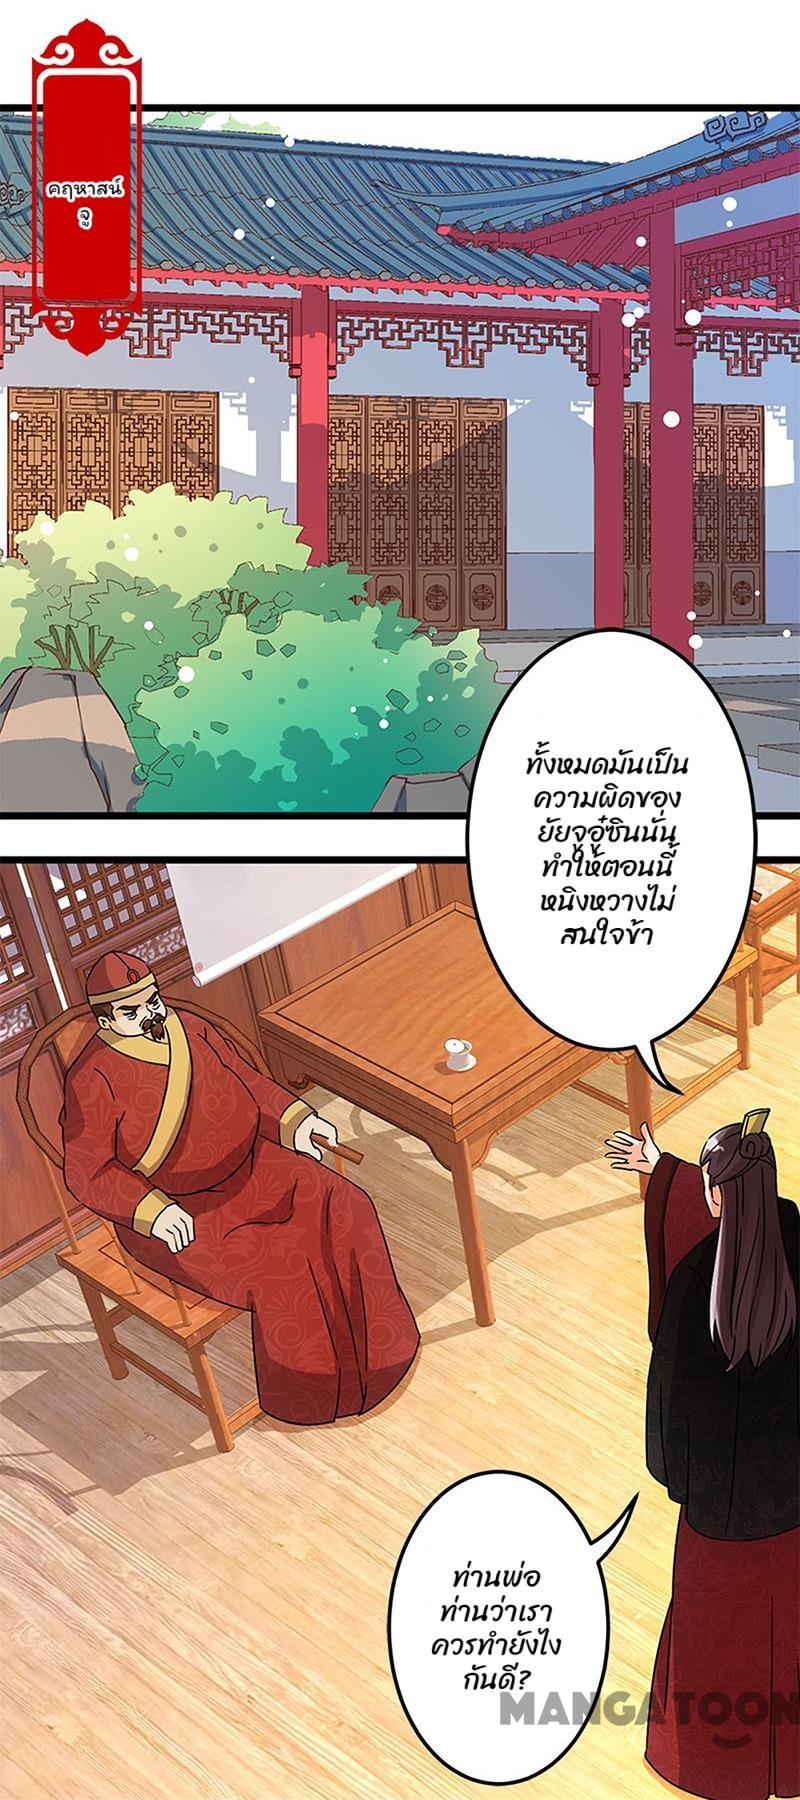 คฤหาสน์
จู
ทั้งหมดมันเป็น
ความผิดของ
ยัยจูอู๋ซินนั่น
ทำให้ตอนนี้
หนิงหวางไม่
สนใจข้า
ท่านพ่อ
ท่านว่าเรา
ควรทำยังไง
กันดี?
MANGATOON